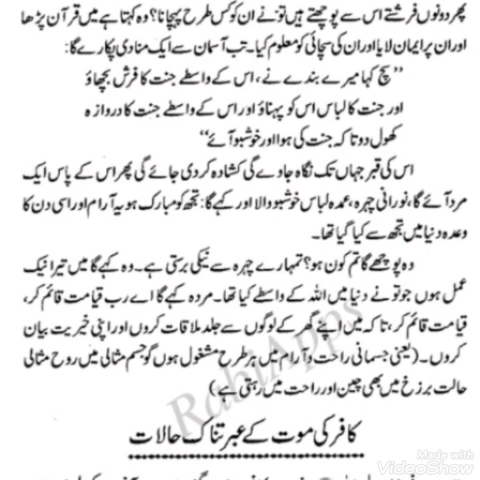 پھر دونوں فرشتے اس سے پوچھتے ہیں تو نے ان کو کس طرح پہچانا؟ وہ کہتا ہے میں قرآن پڑھا
اور ان پر ایمان لایا اور ان کی سچائی کو معلوم کیا۔ تب آسمان سے ایک منادی پکارے گا:
”سچ کہا میرے بندے نے، اس کے واسطے جنت کا فرش بچھاؤ
اور جنت کا لباس اس کو پہناؤ اور اس کے واسطے جنت کا دروازہ
کھول دو تاکہ جنت کی ہوا اور خوشبو آئے“
اس کی قبر جہاں تک نگاہ جاوے گی کشادہ کردی جائے گی پھر اس کے پاس ایک
مرد آئے گا، نورانی چہرہ، عمدہ لباس خوشبو والا اور کہے گا: تجھ کو مبارک ہو یہ آرام اور اسی دن کا
وعدہ دنیا میں تجھ سے کیا گیا تھا۔
وہ پوچھے گا تم کون ہو؟ تمہارے چہرہ سے نیکی برستی ہے۔ وہ کہے گا میں تیرا نیک
عمل ہوں جو تو نے دنیا میں اللہ کے واسطے کیا تھا۔ مردہ کہے گا اے رب قیامت قائم کر،
قیامت قائم کر، تاکہ میں اپنے گھر کے لوگوں سے جلد ملاقات کروں اور اپنی خیریت بیان
کروں۔ (یعنی جسمانی راحت و آرام میں ہر طرح مشغول ہوں گو جسم مثالی میں روح مثالی
حالت برزخ میں بھی چین اور راحت میں رہتی ہے)
کافر کی موت کے عبرتناک حالات
RabiApps
Made with
VideoShow